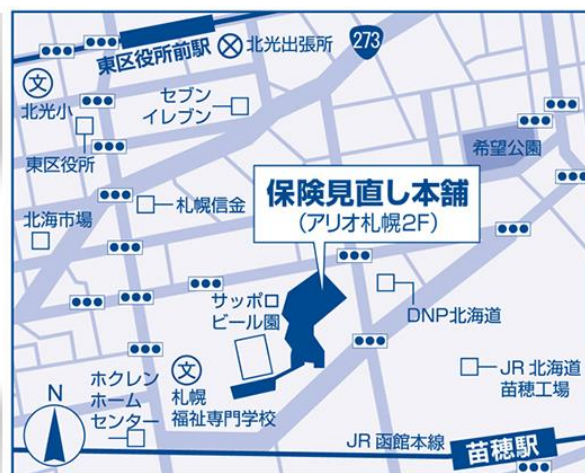 東区役所前駅
北光出張所
273
文
北光小
セブン
イレブン
東区役所
希望公園
保険見直し本舗
(アリオ札幌2F)
札幌信金
北海市場
サッポロ
ビール園
DNP北海道
文
札幌
福祉専門学校
ホクレン
ホーム
センター
JR 北海道
苗穂工場
N
JR 函館本線
苗穂駅